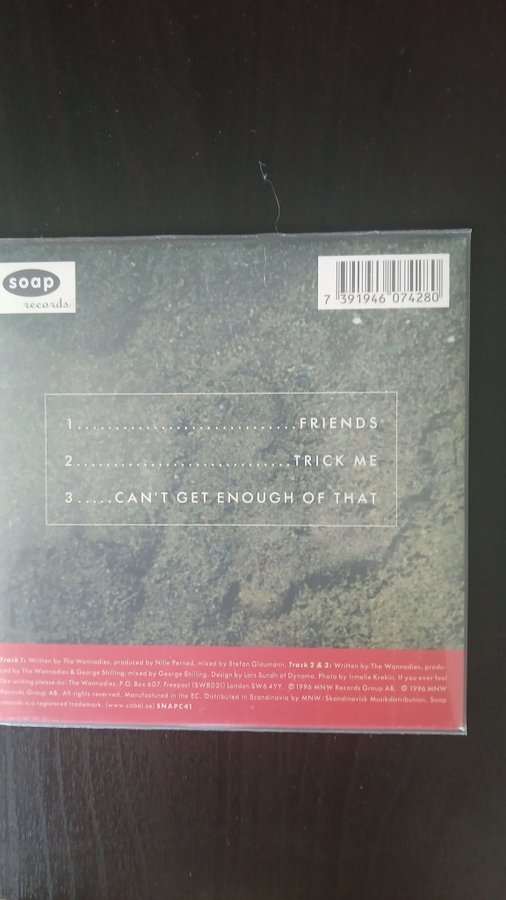 soap
records
7 391946 074280
1.............................FRIENDS
2.............................TRICK ME
3.....CAN'T GET ENOUGH OF THAT
Track 1: Written by The Wannadies, produced by Nille Perned, mixed by Stefan Glaumann. Track 2 & 3: Written by The Wannadies, produ-
ced by The Wannadies & George Shilling, mixed by George Shilling. Design by Lars Sundh at Dynamo. Photo by Irmelie Krekin. If you ever feel
like writing please do: The Wannadies, P.O. Box 607. Freepost (SW8031) London SW6 4YY. ℗ 1996 MNW Records Group AB. © 1996 MNW
Records Group AB. All rights reserved. Manufactured in the EC. Distributed in Scandinavia by MNW: Skandinavisk Musikdistribution. Soap
records is a registered trademark. [www.cabal.se] SNAPC41